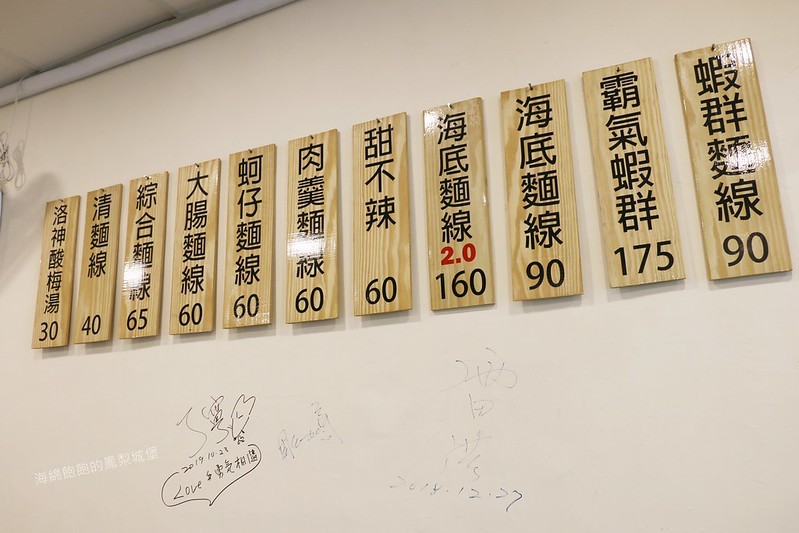 洛神酸梅湯
30
清麵線
40
綜合麵線
65
大腸麵線
60
蚵仔麵線
60
肉羹麵線
60
甜不辣
60
海底麵線
2.0
160
海底麵線
90
霸氣蝦群
175
蝦群麵線
90
2019.10.23
Love
2018.12.27
海綿飽飽的鳳梨城堡